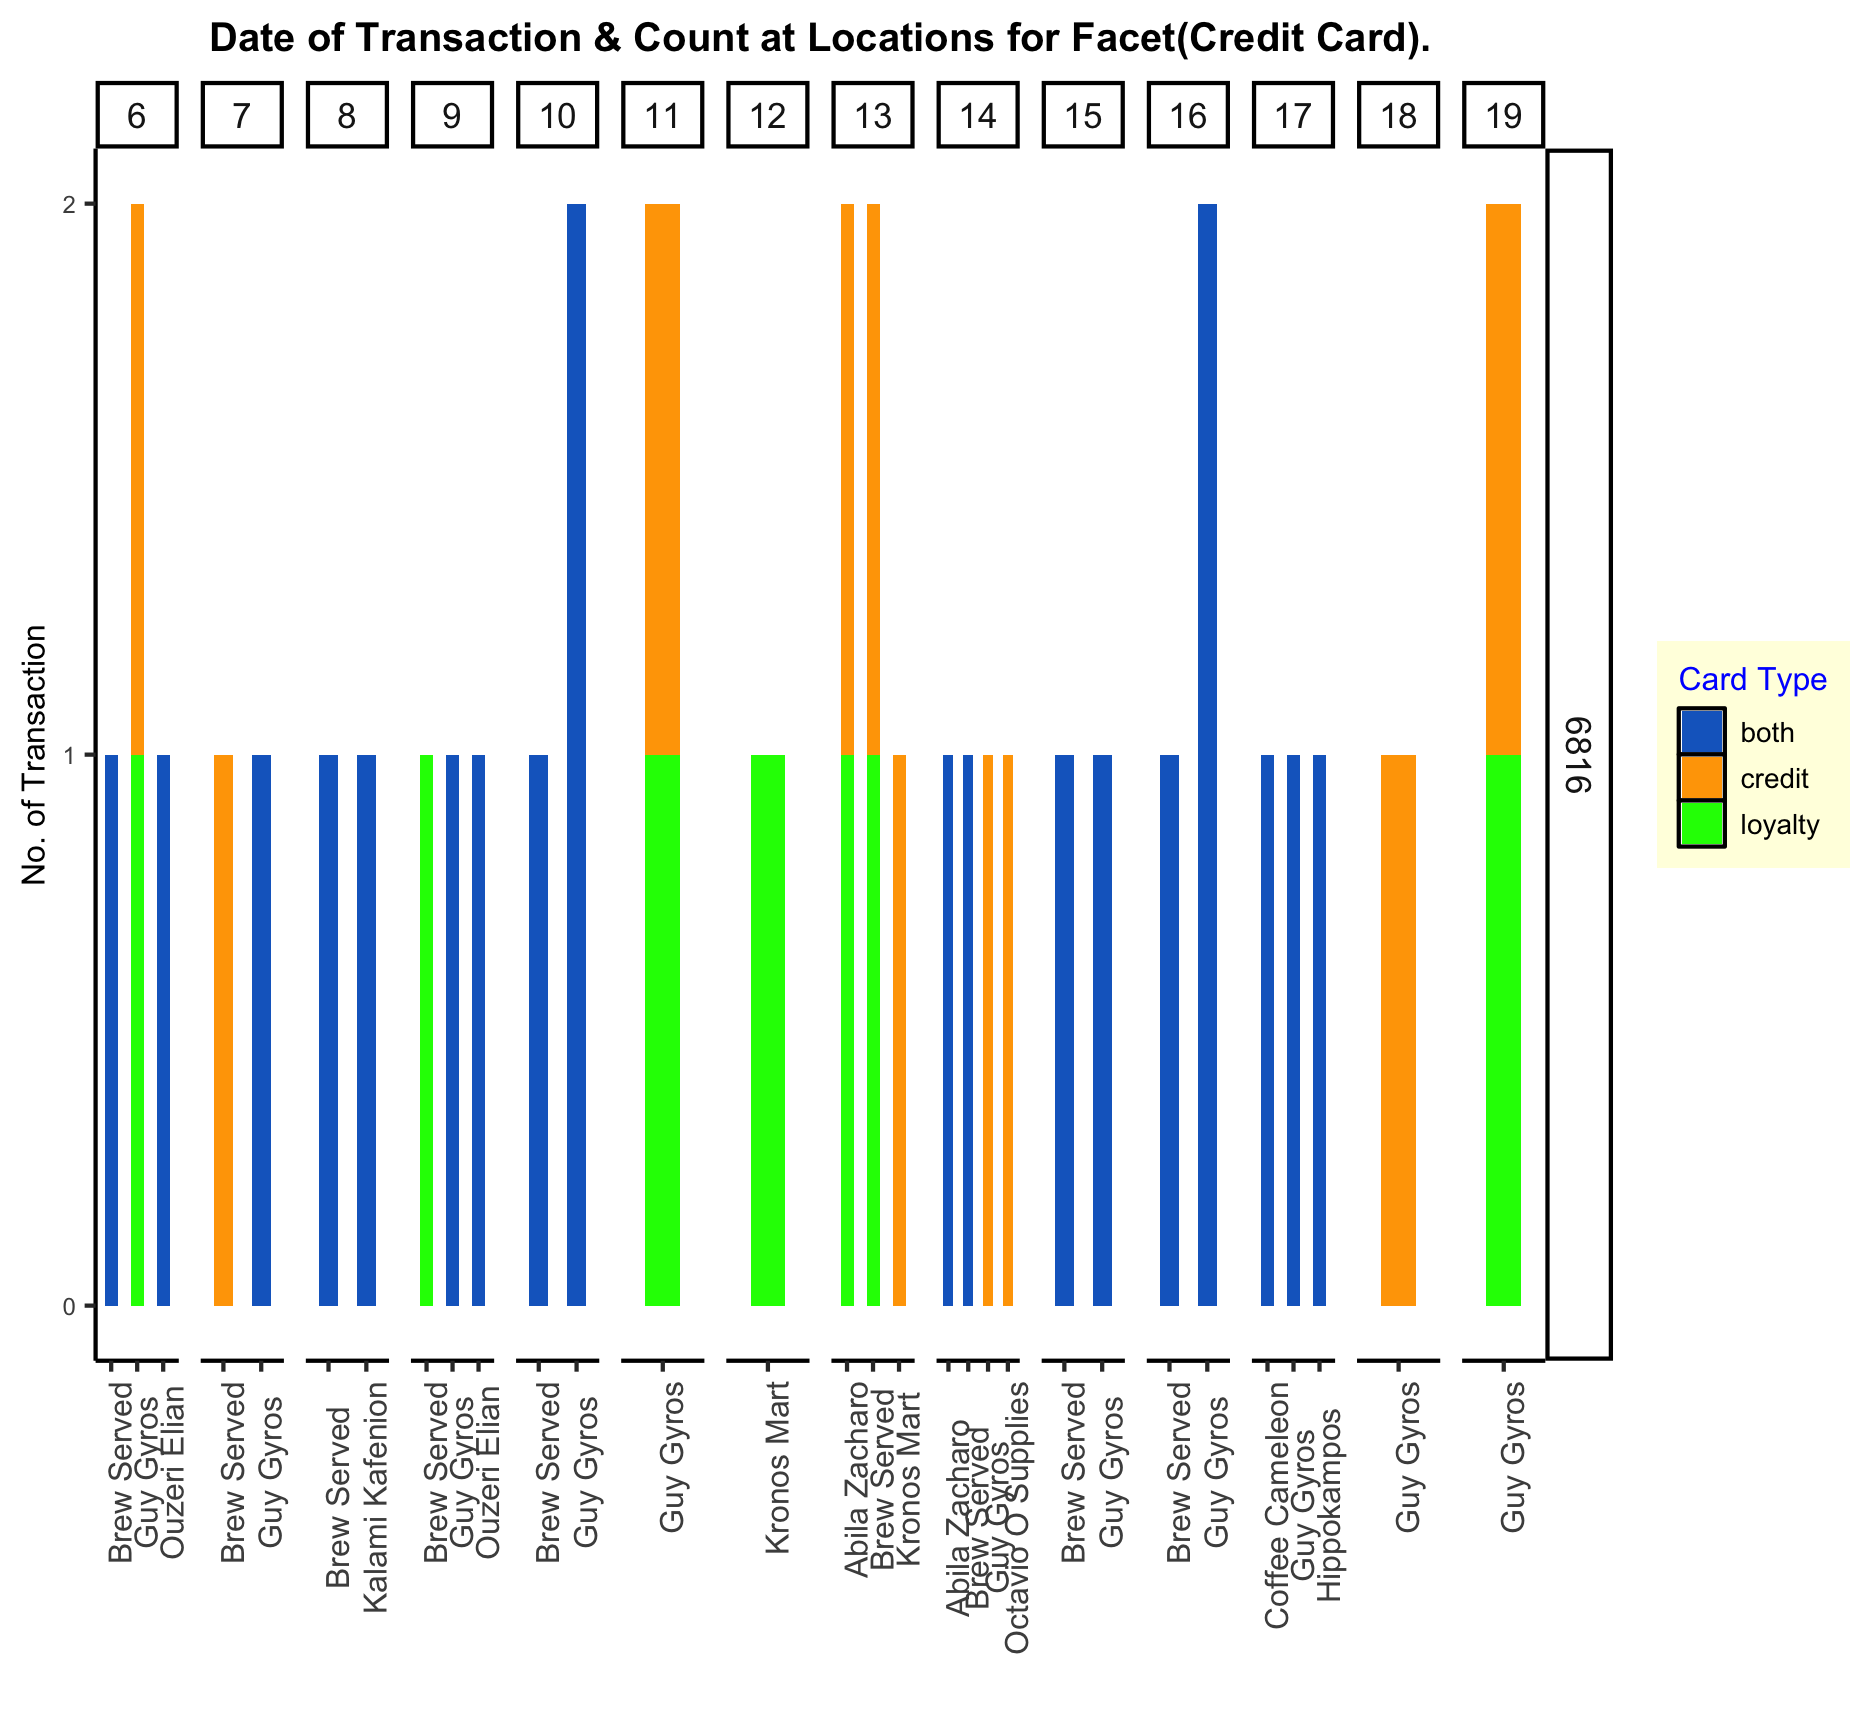 Date of Transaction & Count at Locations for Facet(Credit Card).
6
7
8
9
10
11
12
13
14
15
16
17
18
19
No. of Transaction
2
1
0
6816
Card Type
both
credit
loyalty
Brew Served
Guy Gyros
Ouzeri Elian
Brew Served
Guy Gyros
Brew Served
Kalami Kafenion
Brew Served
Guy Gyros
Ouzeri Elian
Brew Served
Guy Gyros
Guy Gyros
Kronos Mart
Abila Zacharo
Brew Served
Kronos Mart
Abila Zacharo
Brew Served
Guy Gyros
Octavio O Supplies
Brew Served
Guy Gyros
Brew Served
Guy Gyros
Coffee Cameleon
Guy Gyros
Hippokampos
Guy Gyros
Guy Gyros